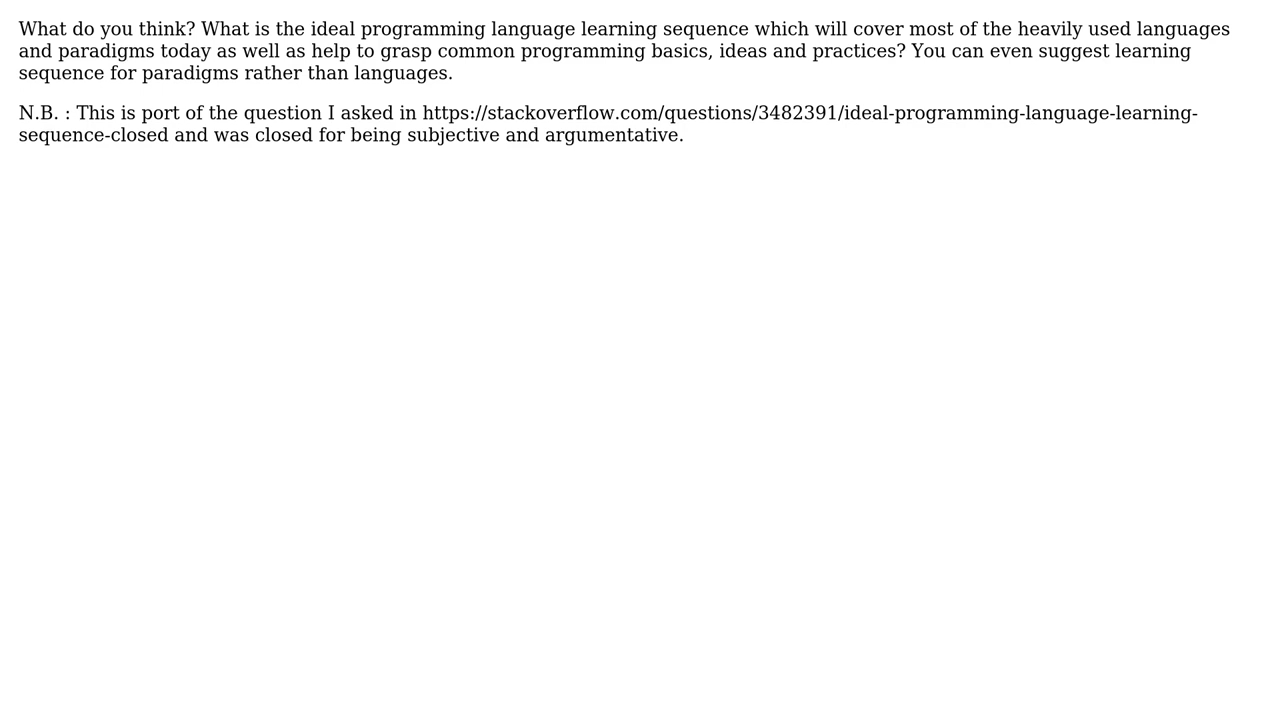 What do you think? What is the ideal programming language learning sequence which will cover most of the heavily used languages
and paradigms today as well as help to grasp common programming basics, ideas and practices? You can even suggest learning
sequence for paradigms rather than languages.
N.B. : This is port of the question I asked in https://stackoverflow.com/questions/3482391/ideal-programming-language-learning-
sequence-closed and was closed for being subjective and argumentative.